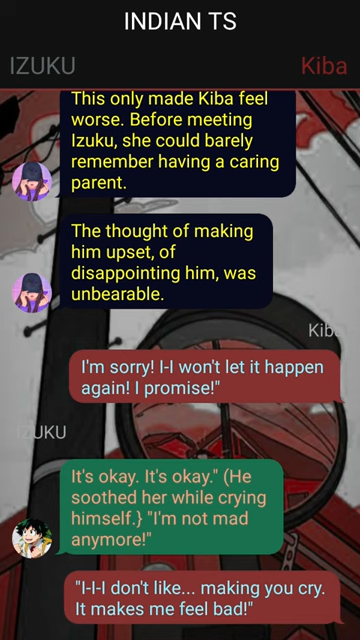 INDIAN TS
IZUKU Kiba
This only made Kiba feel
worse. Before meeting
Izuku, she could barely
remember having a caring
parent.
The thought of making
him upset, of
disappointing him, was
unbearable.
Kiba
I'm sorry! I-I won't let it happen
again! I promise!"
IZUKU
It's okay. It's okay." (He
soothed her while crying
himself.} "I'm not mad
anymore!"
"I-I-I don't like... making you cry.
It makes me feel bad!"